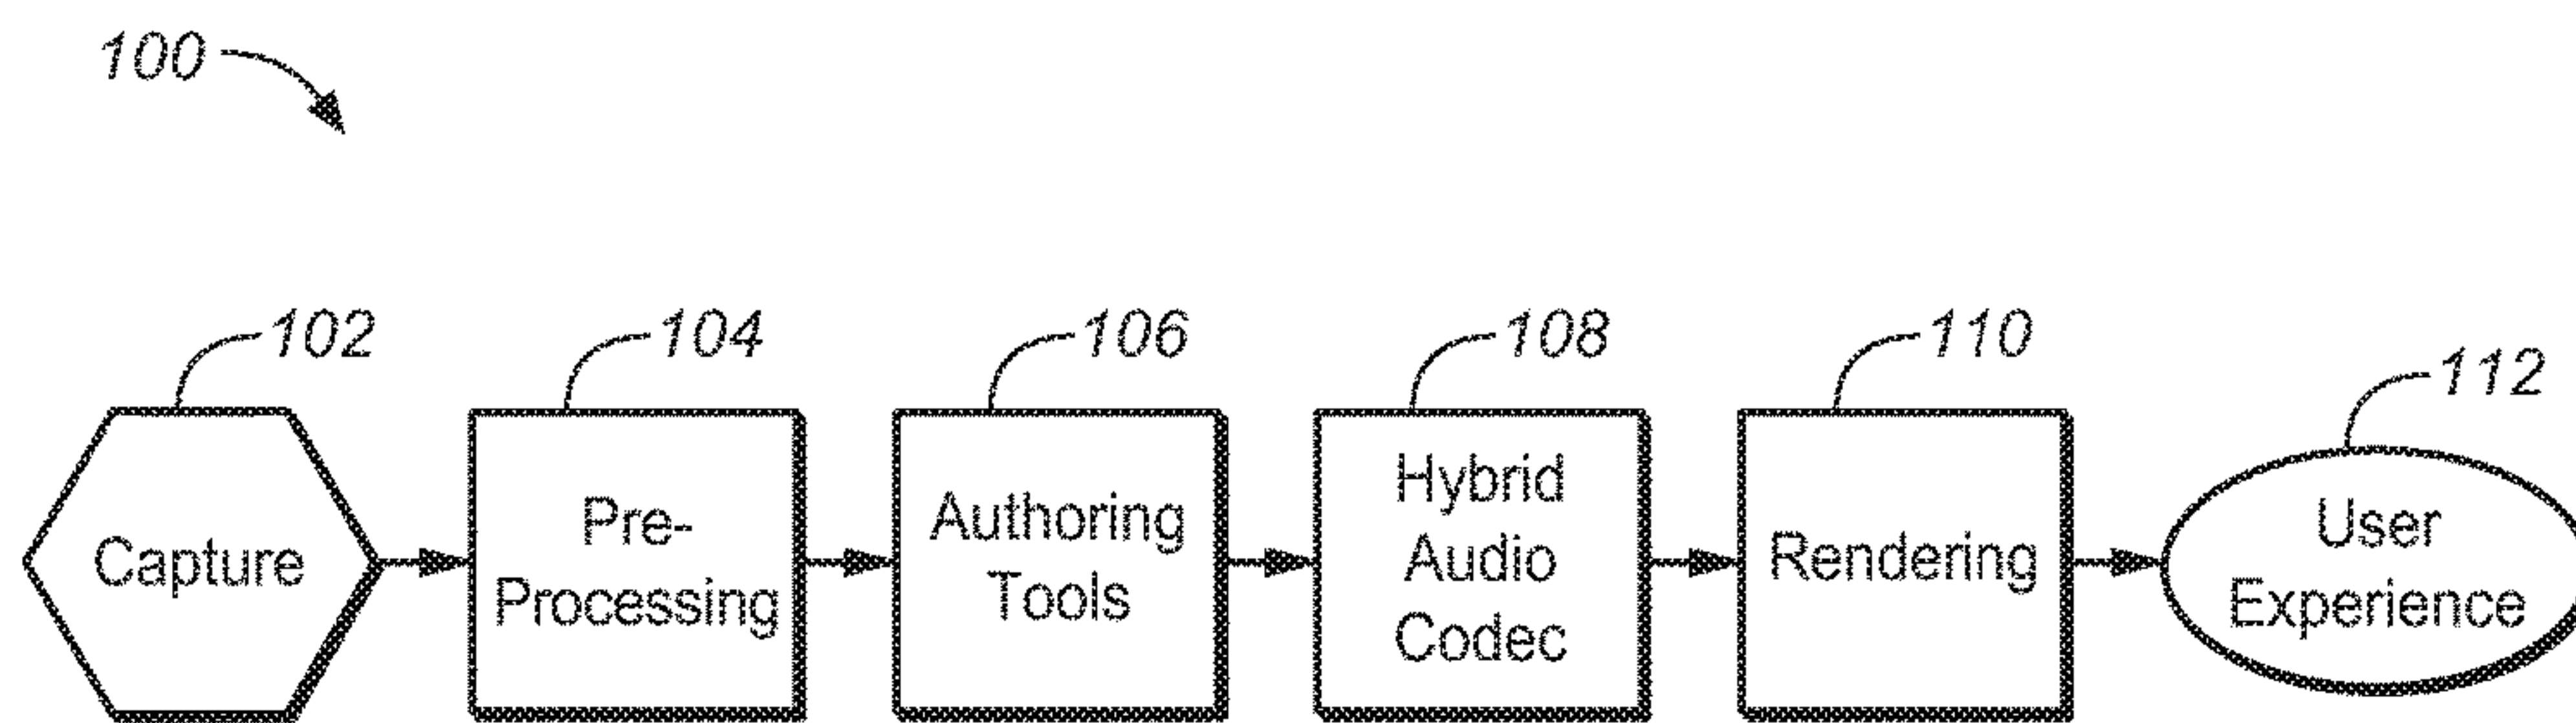 100
102
104
106
108
110
112
Capture
Pre-
Processing
Authoring
Tools
Hybrid
Audio
Codec
Rendering
User
Experience